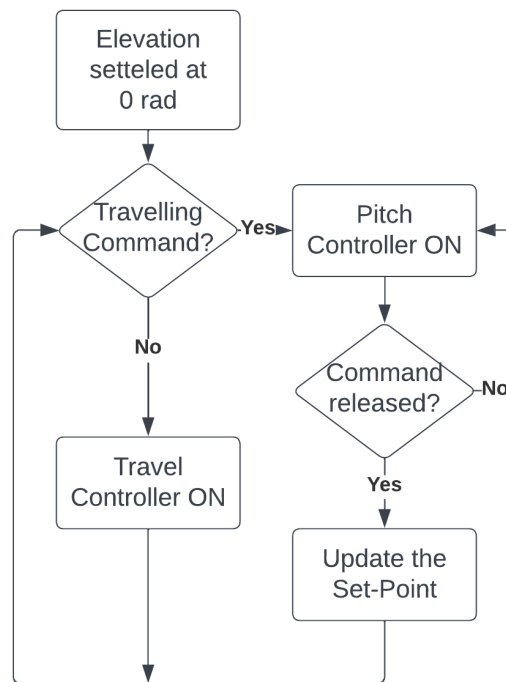 Elevation
setteled at
0 rad
Travelling
Command?
Yes
Pitch
Controller ON
No
Command
released?
No
Travel
Controller ON
Yes
Update the
Set-Point